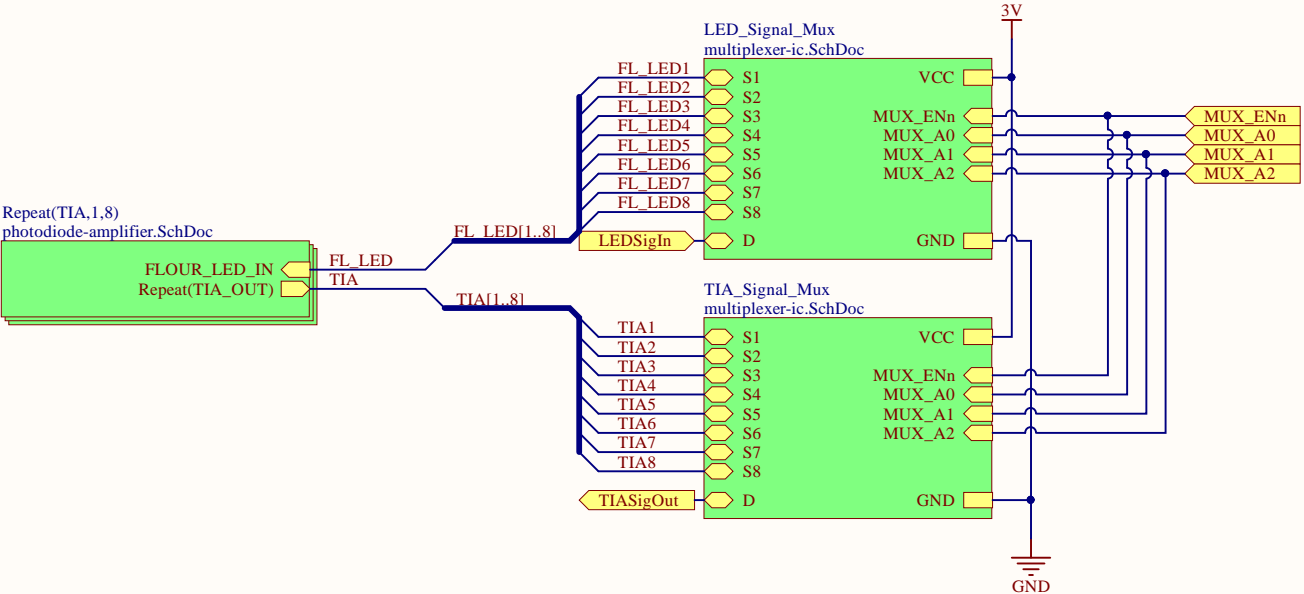 3V
LED_Signal_Mux
multiplexer-ic.SchDoc
FL_LED1
S1
VCC
FL_LED2
S2
FL_LED3
S3
MUX_ENn
MUX_ENn
FL_LED4
S4
MUX_A0
MUX_A0
FL_LED5
S5
MUX_A1
MUX_A1
FL_LED6
S6
MUX_A2
MUX_A2
FL_LED7
S7
FL_LED8
S8
Repeat(TIA,1,8)
photodiode-amplifier.SchDoc
FL_LED[1..8]
LEDSigIn
D
GND
FLOUR_LED_IN
FL_LED
Repeat(TIA_OUT)
TIA
TIA[1..8]
TIA_Signal_Mux
multiplexer-ic.SchDoc
TIA1
S1
VCC
TIA2
S2
TIA3
S3
MUX_ENn
TIA4
S4
MUX_A0
TIA5
S5
MUX_A1
TIA6
S6
MUX_A2
TIA7
S7
TIA8
S8
TIASigOut
D
GND
GND